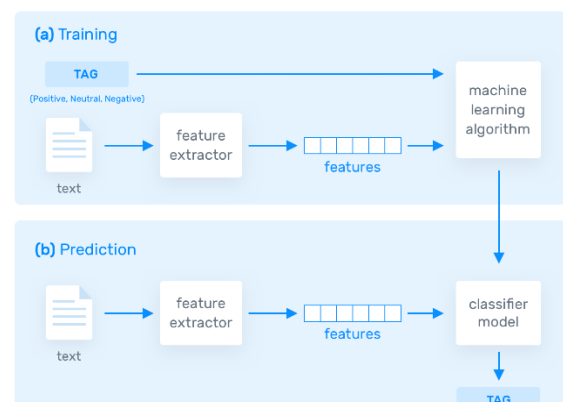 (a) Training
TAG
{Positive, Neutral, Negative}
text
feature
extractor
features
machine
learning
algorithm
(b) Prediction
text
feature
extractor
features
classifier
model
TAG